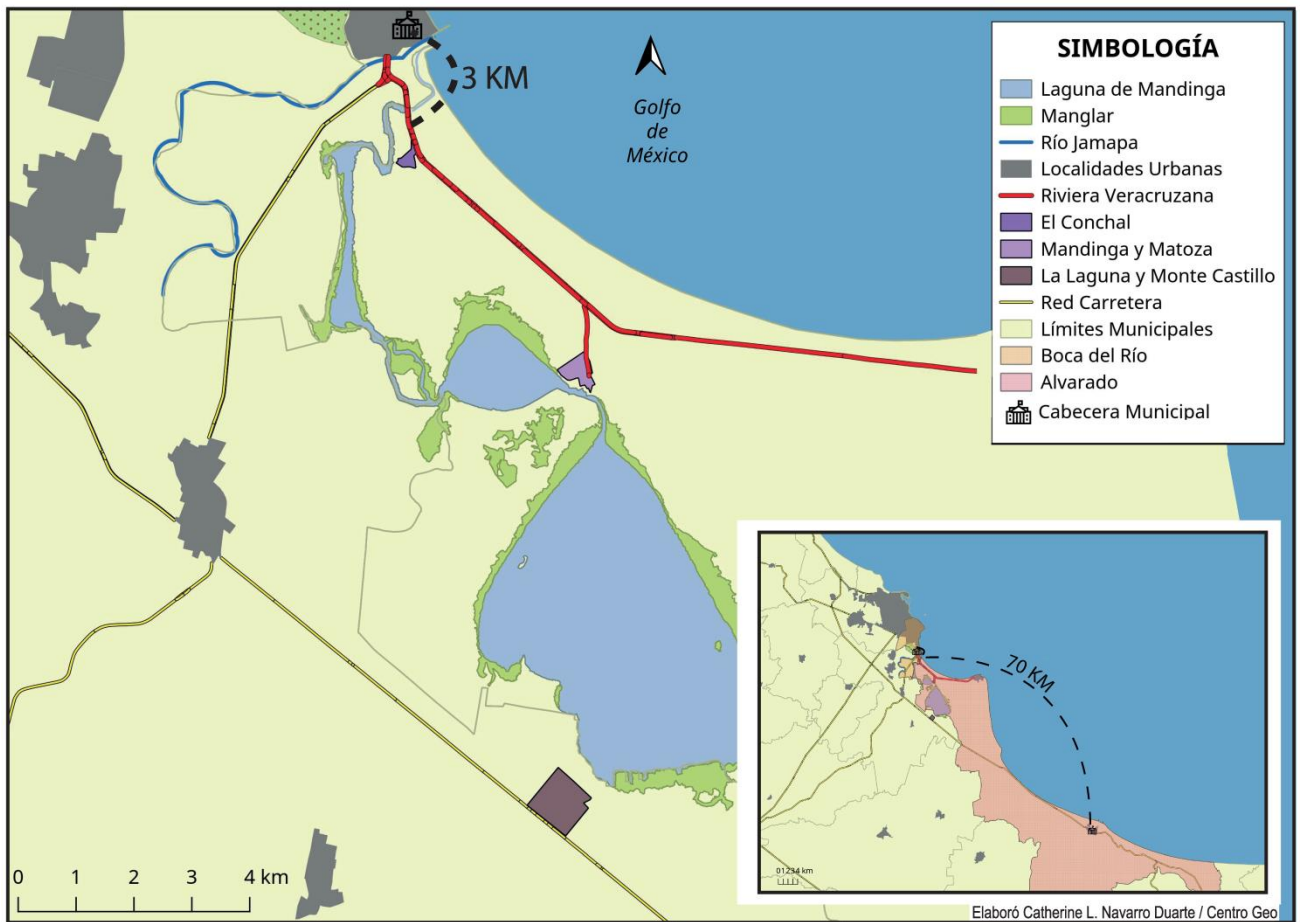 3 KM
Golfo
de
México
SIMBOLOGÍA
Laguna de Mandinga
Manglar
Río Jamapa
Localidades Urbanas
Riviera Veracruzana
El Conchal
Mandinga y Matoza
La Laguna y Monte Castillo
Red Carretera
Límites Municipales
Boca del Río
Alvarado
Cabecera Municipal
70 KM
01234 km
0 1 2 3 4 km
Elaboró Catherine L. Navarro Duarte / Centro Geo